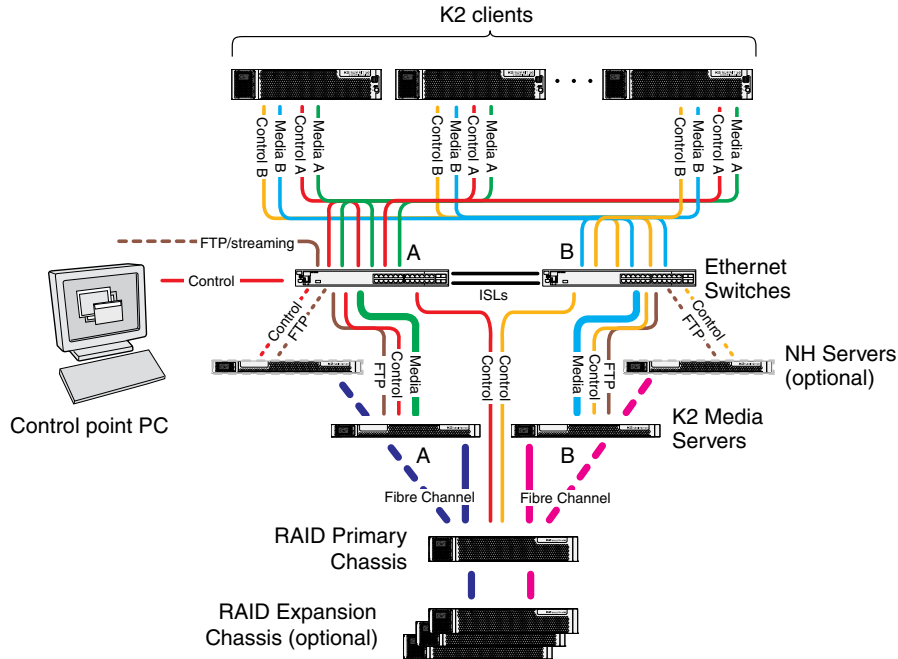 K2 clients
. . .
Control B
Media B
Control A
Media A
Control B
Media B
Control A
Media A
Control B
Media B
Control A
Media A
FTP/streaming
A
B
Control
ISLs
Ethernet
Switches
Control
FTP
FTP
Control
Media
Control
Control
Media
Control
FTP
FTP
Control
NH Servers
(optional)
Control point PC
K2 Media
Servers
A
B
Fibre Channel
Fibre Channel
RAID Primary
Chassis
RAID Expansion
Chassis (optional)